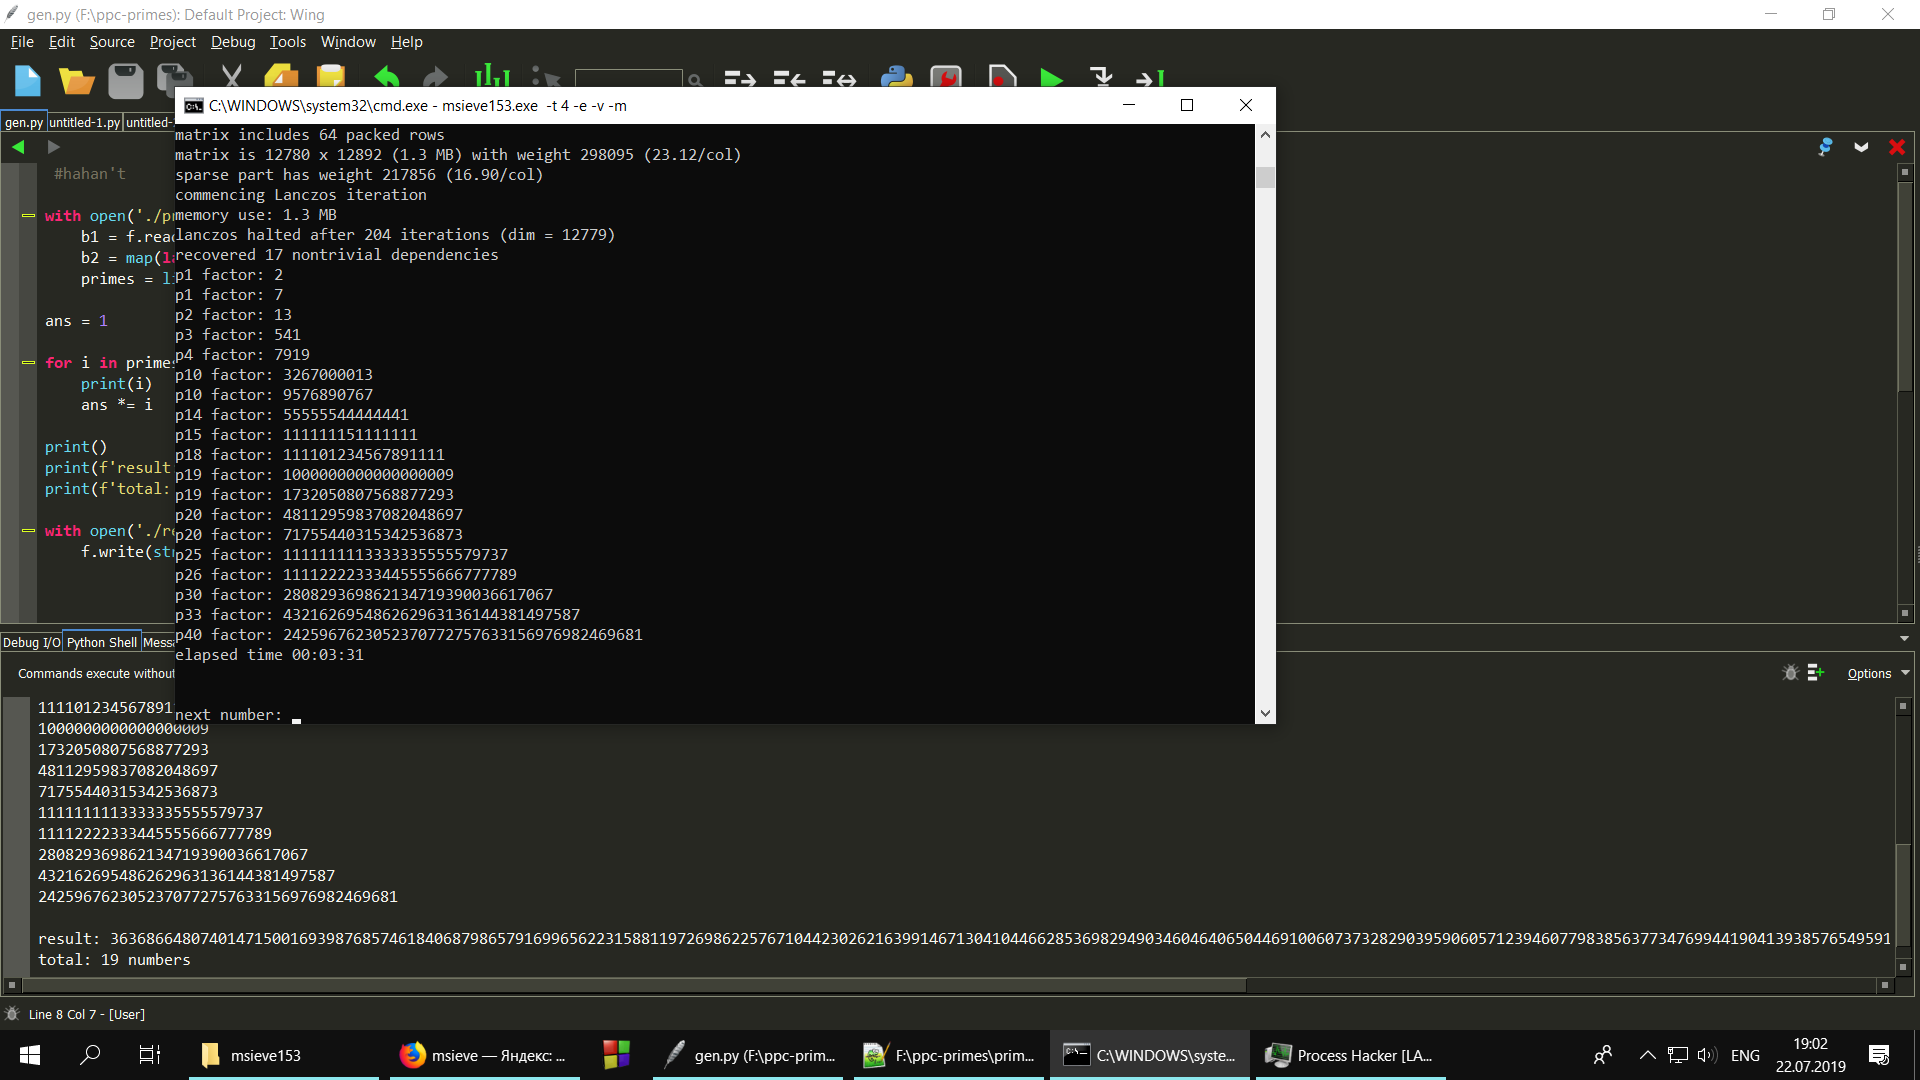 gen.py (F:\ppc-primes): Default Project: Wing
File Edit Source Project Debug Tools Window Help
C:\WINDOWS\system32\cmd.exe - msieve153.exe -t 4 -e -v -m
gen.py untitled-1.py untitled-
matrix includes 64 packed rows
matrix is 12780 x 12892 (1.3 MB) with weight 298095 (23.12/col)
sparse part has weight 217856 (16.90/col)
commencing Lanczos iteration
memory use: 1.3 MB
lanczos halted after 204 iterations (dim = 12779)
recovered 17 nontrivial dependencies
p1 factor: 2
p1 factor: 7
p2 factor: 13
p3 factor: 541
p4 factor: 7919
p10 factor: 3267000013
p10 factor: 9576890767
p14 factor: 55555544444441
p15 factor: 111111151111111
p18 factor: 111101234567891111
p19 factor: 1000000000000000009
p19 factor: 1732050807568877293
p20 factor: 48112959837082048697
p20 factor: 71755440315342536873
p25 factor: 1111111113333335555579737
p26 factor: 11112222333445555666777789
p30 factor: 280829369862134719390036617067
p33 factor: 432162695486262963136144381497587
p40 factor: 2425967623052370772757633156976982469681
elapsed time 00:03:31
next number:
#hahan't
with open('./pr
b1 = f.rea
b2 = map(
primes = li
ans = 1
for i in primes
print(i)
ans *= i
print()
print(f'result
print(f'total:
with open('./re
f.write(st
Debug I/O Python Shell Messa
Commands execute without
Options
1111012345678911
1000000000000000009
1732050807568877293
48112959837082048697
71755440315342536873
1111111113333335555579737
11112222333445555666777789
280829369862134719390036617067
432162695486262963136144381497587
2425967623052370772757633156976982469681
result: 
total: 19 numbers
Line 8 Col 7 - [User]
msieve153
msieve — Яндекс: ...
gen.py (F:\ppc-prim...
F:\ppc-primes\prim...
C:\WINDOWS\syste...
Process Hacker [LA...
ENG
19:02
22.07.2019